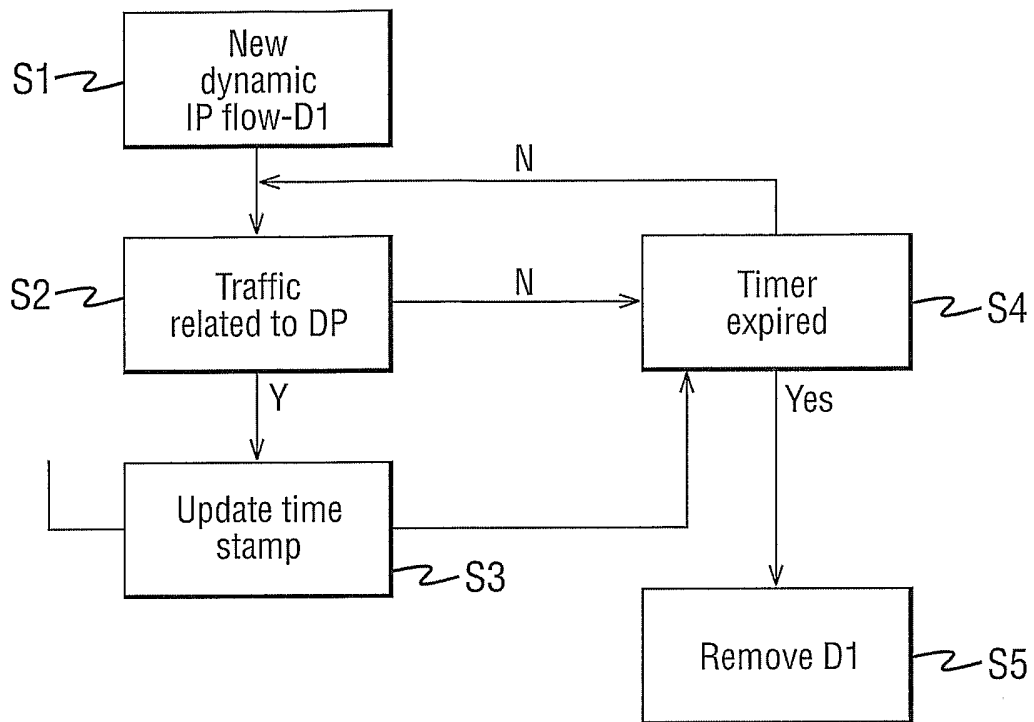 New
dynamic
IP flow-D1
S1
N
Traffic
related to DP
S2
N
Timer
expired
S4
Y
Yes
Update time
stamp
S3
Remove D1
S5